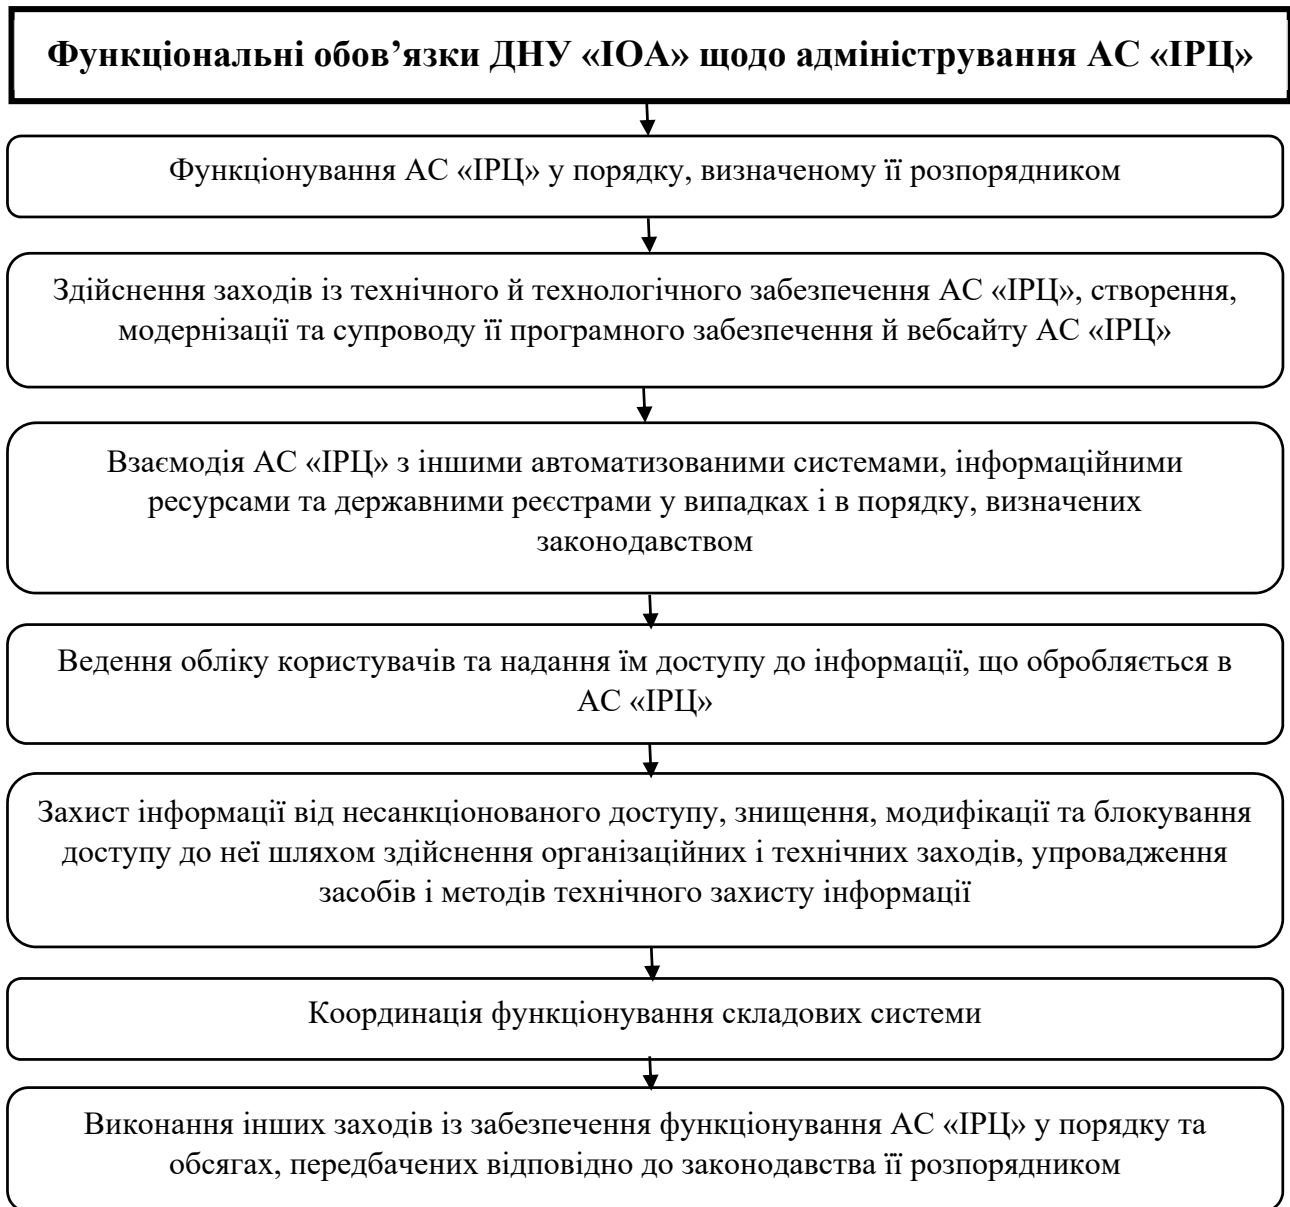 Функціональні обов’язки ДНУ «ІОА» щодо адміністрування АС «ІРЦ»
Функціонування АС «ІРЦ» у порядку, визначеному її розпорядником
Здійснення заходів із технічного й технологічного забезпечення АС «ІРЦ», створення,
модернізації та супроводу її програмного забезпечення й вебсайту АС «ІРЦ»
Взаємодія АС «ІРЦ» з іншими автоматизованими системами, інформаційними
ресурсами та державними реєстрами у випадках і в порядку, визначених
законодавством
Ведення обліку користувачів та надання їм доступу до інформації, що обробляється в
АС «ІРЦ»
Захист інформації від несанкціонованого доступу, знищення, модифікації та блокування
доступу до неї шляхом здійснення організаційних і технічних заходів, упровадження
засобів і методів технічного захисту інформації
Координація функціонування складових системи
Виконання інших заходів із забезпечення функціонування АС «ІРЦ» у порядку та
обсягах, передбачених відповідно до законодавства її розпорядником